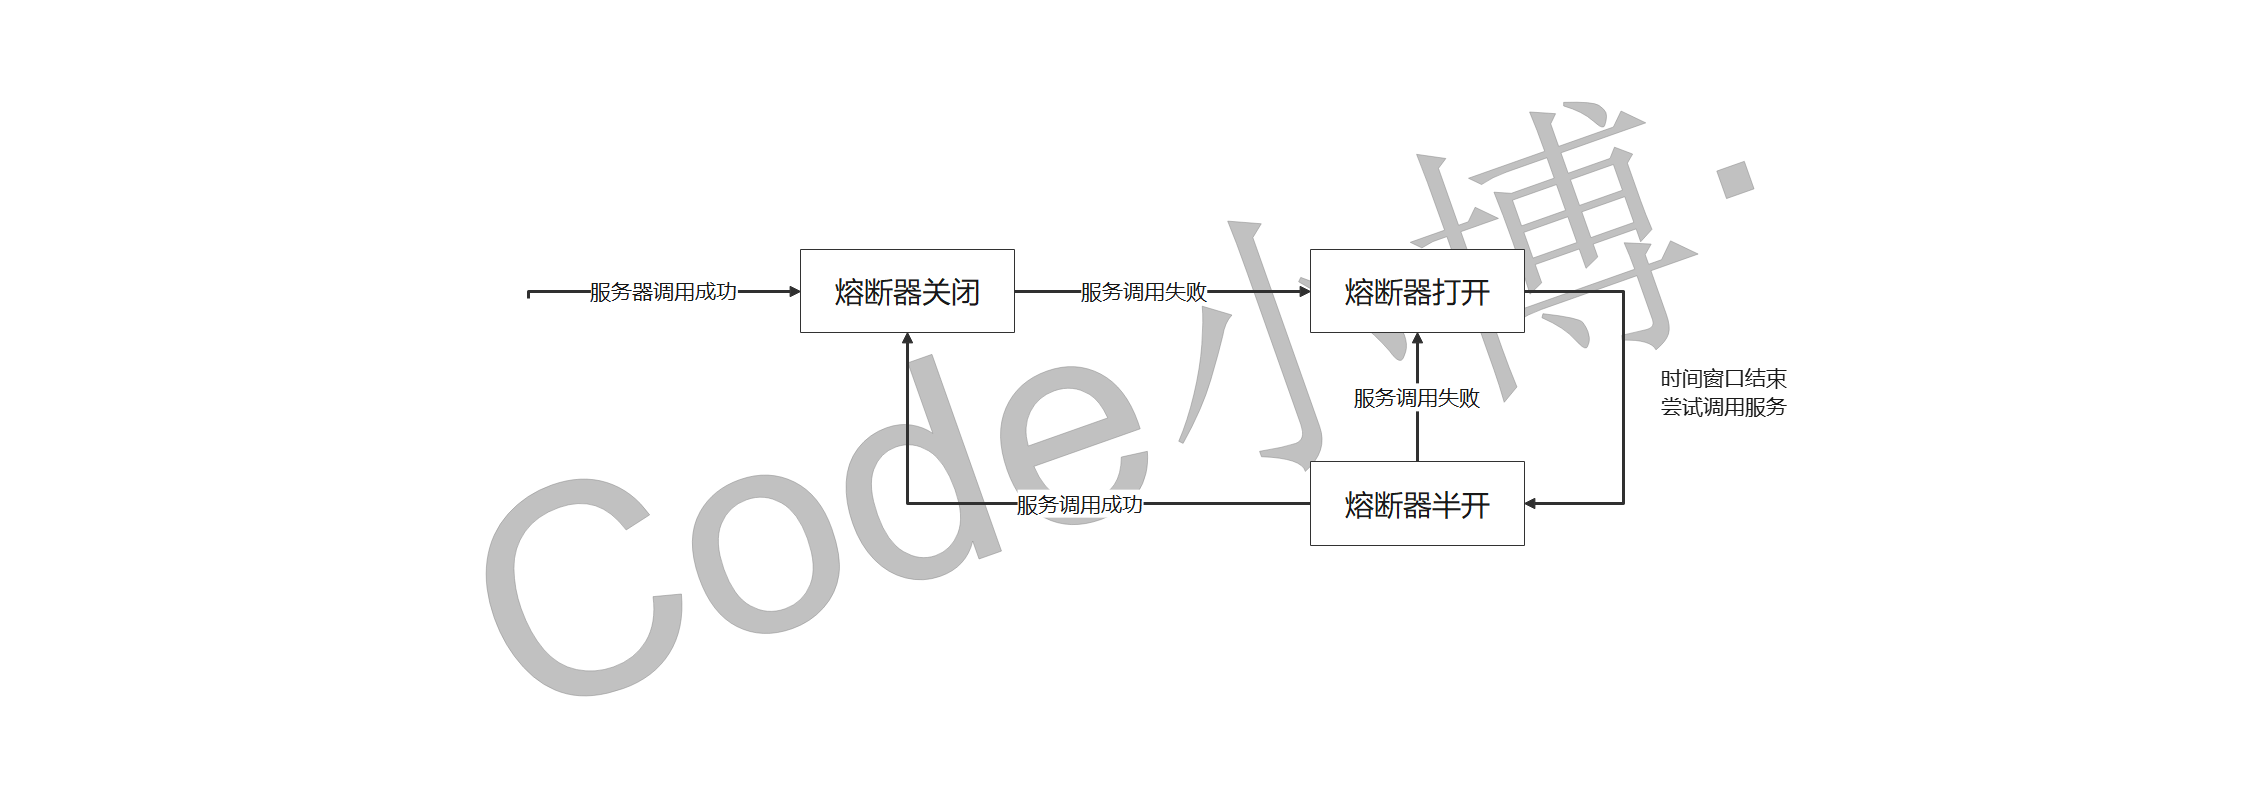 服务器调用成功
熔断器关闭
服务调用失败
熔断器打开
时间窗口结束
尝试调用服务
服务调用失败
服务调用成功
熔断器半开
Code小博.